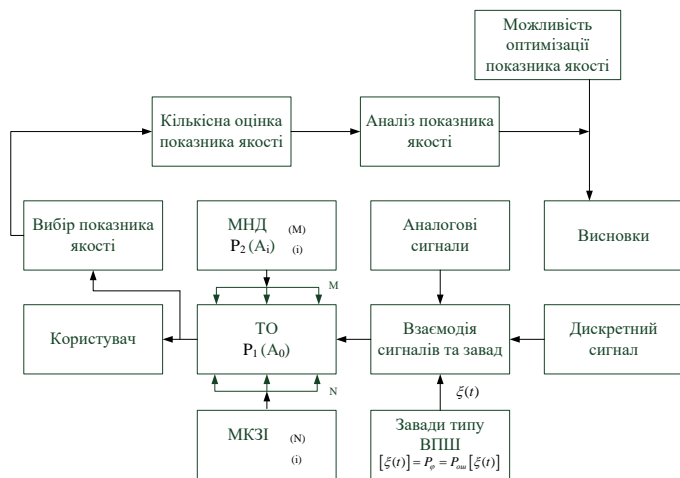 Можливість
оптимізації
показника якості
Кількісна оцінка
показника якості
Аналіз показника
якості
Вибір показника
якості
МНД (M)
P₂(Aᵢ) (i)
Аналогові
сигнали
Висновки
M
Користувач
ТО
P₁(A₀)
Взаємодія
сигналів та завад
Дискретний
сигнал
N
ξ(t)
МКЗІ (N)
(i)
Завади типу
ВПШ
[ξ(t)] = P_φ = P_ош[ξ(t)]